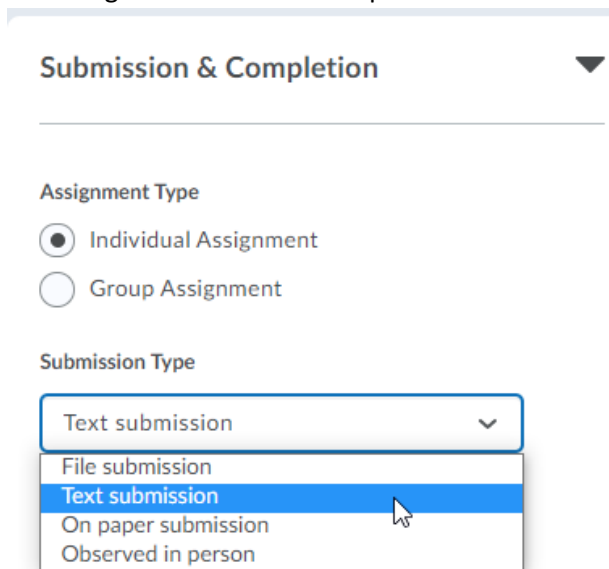 Submission & Completion
Assignment Type
Individual Assignment
Group Assignment
Submission Type
Text submission
File submission
Text submission
On paper submission
Observed in person